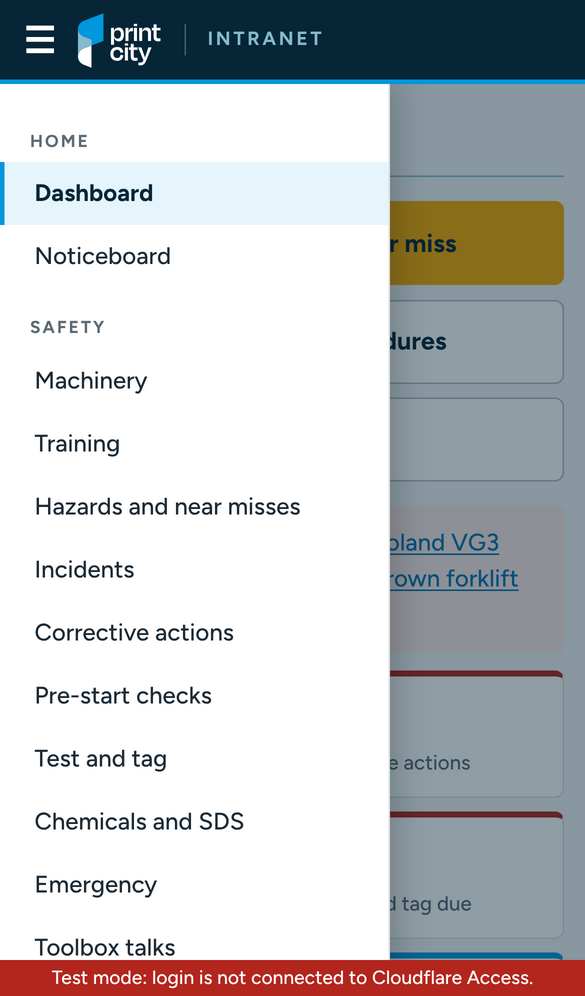 print
city
INTRANET
HOME
Dashboard
Noticeboard
r miss
SAFETY
dures
Machinery
Training
Hazards and near misses
oland VG3
Incidents
rown forklift
Corrective actions
Pre-start checks
Test and tag
e actions
Chemicals and SDS
Emergency
d tag due
Toolbox talks
Test mode: login is not connected to Cloudflare Access.